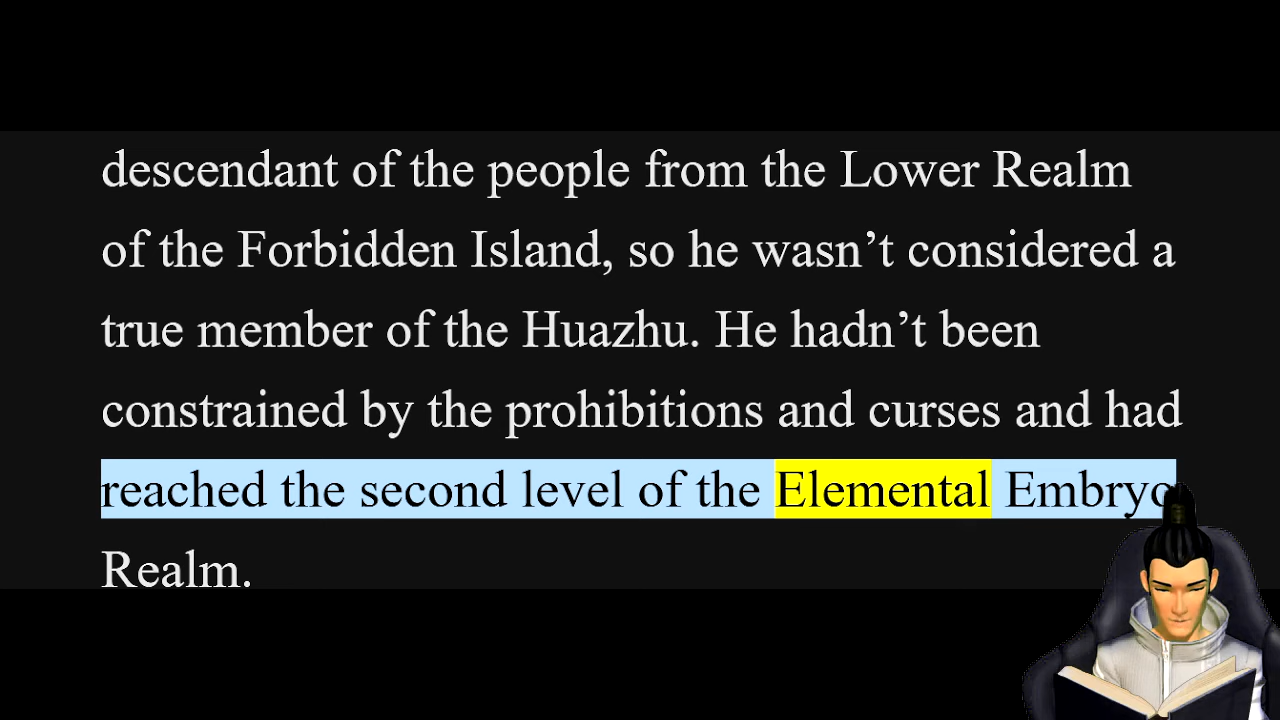 descendant of the people from the Lower Realm
of the Forbidden Island, so he wasn’t considered a
true member of the Huazhu. He hadn’t been
constrained by the prohibitions and curses and had
reached the second level of the Elemental Embryo
Realm.